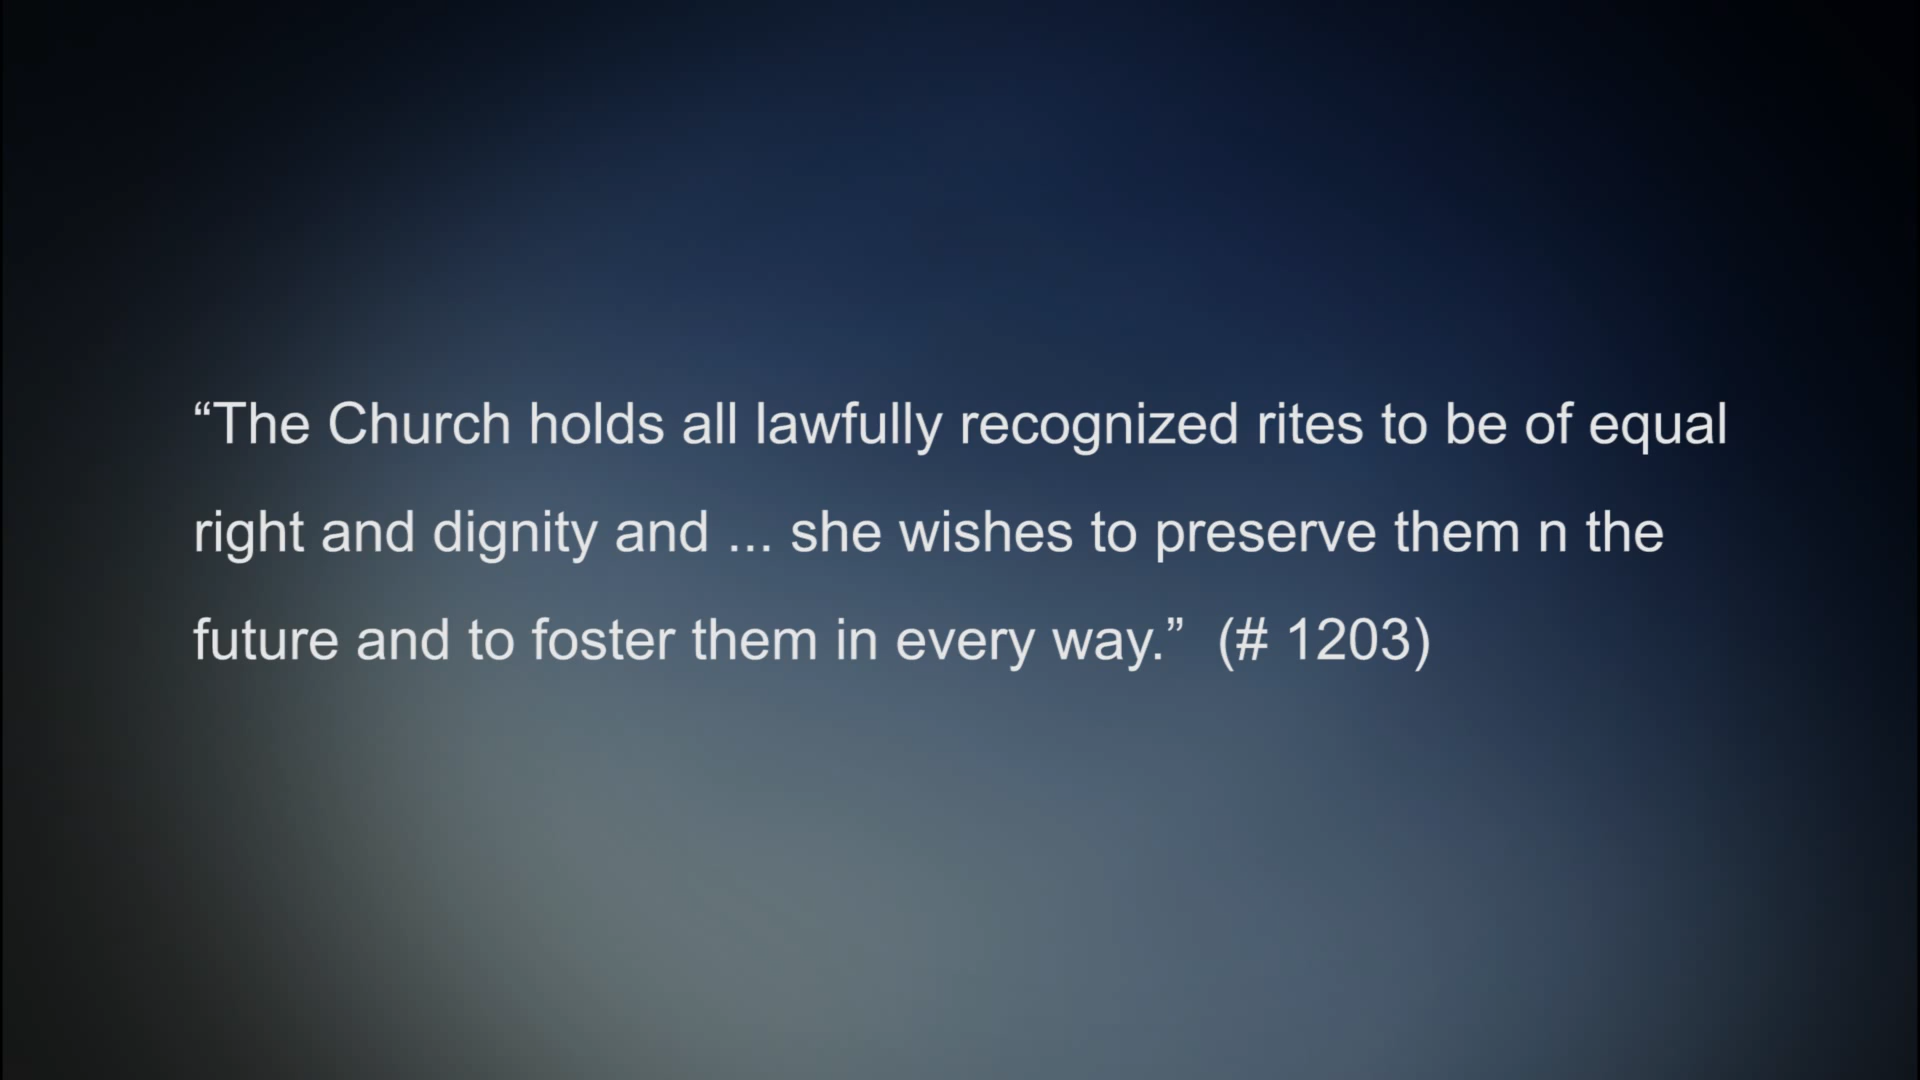 “The Church holds all lawfully recognized rites to be of equal
right and dignity and ... she wishes to preserve them n the
future and to foster them in every way.”  (# 1203)